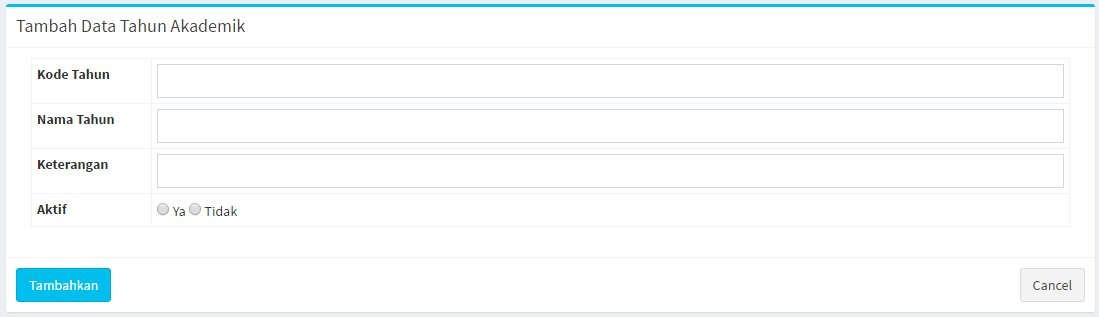 Tambah Data Tahun Akademik
Kode Tahun
Nama Tahun
Keterangan
Aktif Ya Tidak
Tambahkan Cancel